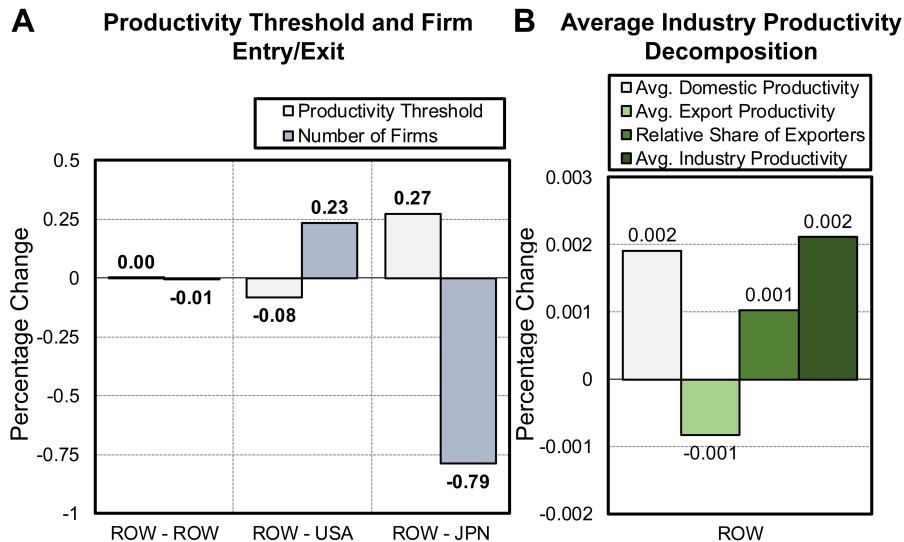 A
Productivity Threshold and Firm
Entry/Exit
Productivity Threshold
Number of Firms
Percentage Change
0.5
0.25
0
-0.25
-0.5
-0.75
-1
0.00
-0.01
-0.08
0.23
0.27
-0.79
ROW - ROW
ROW - USA
ROW - JPN
B
Average Industry Productivity
Decomposition
Avg. Domestic Productivity
Avg. Export Productivity
Relative Share of Exporters
Avg. Industry Productivity
Percentage Change
0.003
0.002
0.001
0
-0.001
-0.002
0.002
-0.001
0.001
0.002
ROW